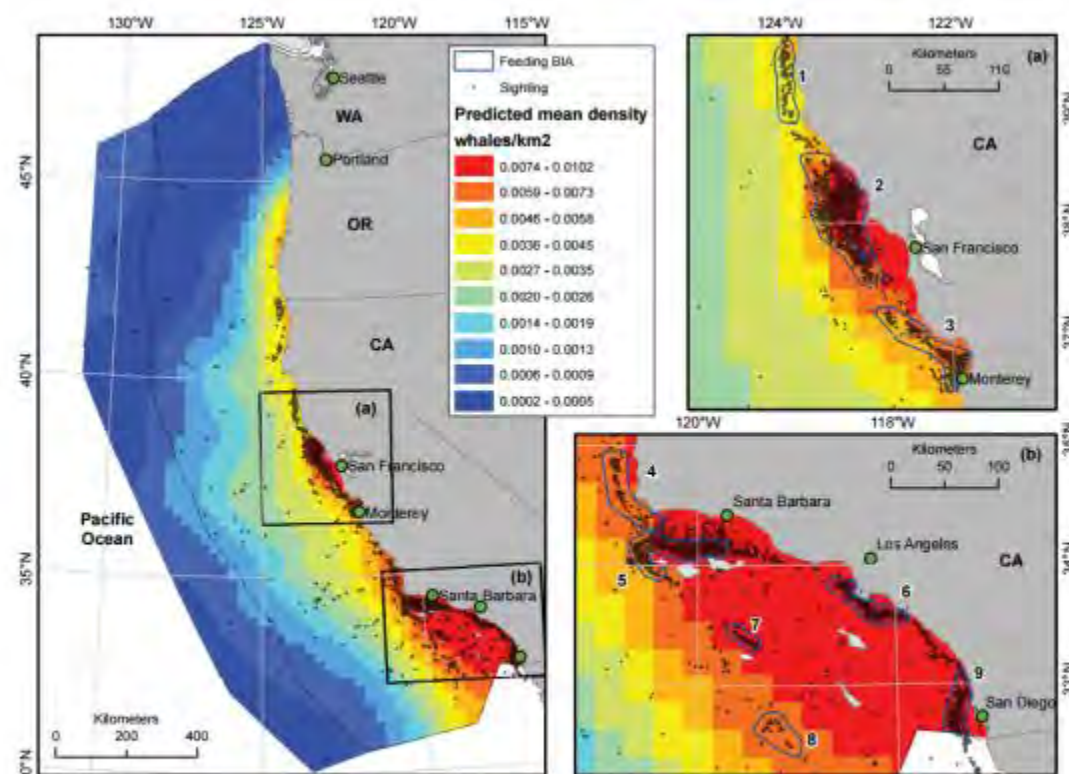 130°W 125°W 120°W 115°W
Seattle
WA
Portland
OR
CA
(a)
San Francisco
Monterey
(b)
Santa Barbara
Pacific
Ocean
45°N
40°N
35°N
Kilometers
0 200 400
Feeding BIA
Sighting
Predicted mean density
whales/km2
0.0074 - 0.0102
0.0059 - 0.0073
0.0046 - 0.0058
0.0036 - 0.0045
0.0027 - 0.0035
0.0020 - 0.0026
0.0014 - 0.0019
0.0010 - 0.0013
0.0006 - 0.0009
0.0002 - 0.0005
124°W 122°W
Kilometers
0 55 110
(a)
1
CA
2
San Francisco
3
Monterey
39°N
38°N
37°N
120°W 118°W
Kilometers
0 50 100
(b)
4
Santa Barbara
Los Angeles
CA
5
6
7
9
San Diego
8
34°N
33°N